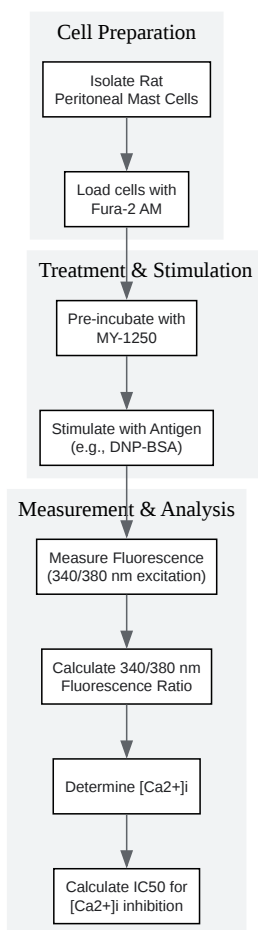 Cell Preparation
Isolate Rat
Peritoneal Mast Cells
Load cells with
Fura-2 AM
Treatment & Stimulation
Pre-incubate with
MY-1250
Stimulate with Antigen
(e.g., DNP-BSA)
Measurement & Analysis
Measure Fluorescence
(340/380 nm excitation)
Calculate 340/380 nm
Fluorescence Ratio
Determine [Ca2+]i
Calculate IC50 for
[Ca2+]i inhibition